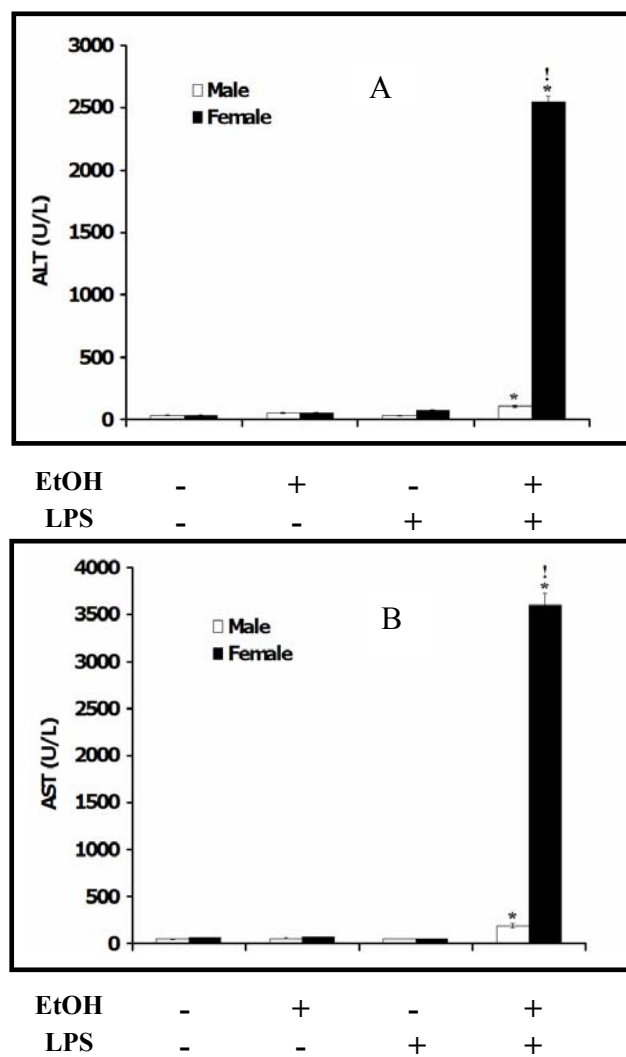 3000
2500
2000
1500
1000
500
0
ALT (U/L)
Male
Female
A
*
!
*
EtOH - + - +
LPS - - + +
4000
3500
3000
2500
2000
1500
1000
500
0
AST (U/L)
Male
Female
B
*
!
*
EtOH - + - +
LPS - - + +